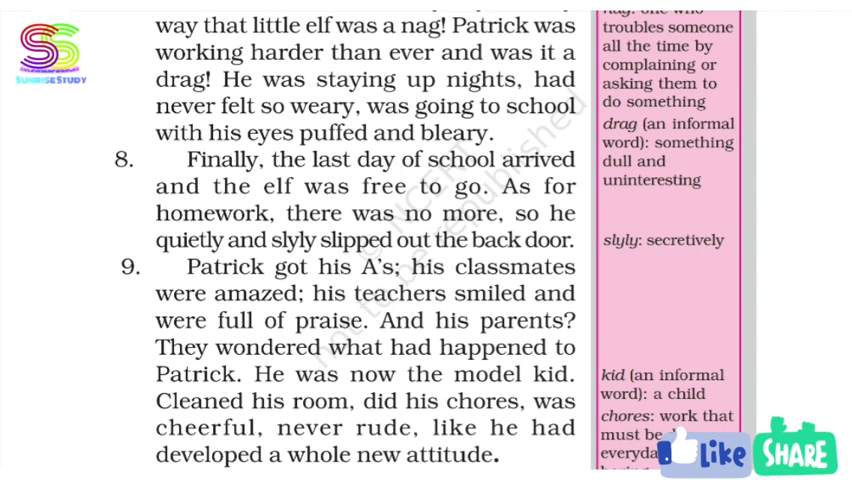 way that little elf was a nag! Patrick was
working harder than ever and was it a
drag! He was staying up nights, had
never felt so weary, was going to school
with his eyes puffed and bleary.
8. Finally, the last day of school arrived
and the elf was free to go. As for
homework, there was no more, so he
quietly and slyly slipped out the back door.
9. Patrick got his A's; his classmates
were amazed; his teachers smiled and
were full of praise. And his parents?
They wondered what had happened to
Patrick. He was now the model kid.
Cleaned his room, did his chores, was
cheerful, never rude, like he had
developed a whole new attitude.
troubles someone
all the time by
complaining or
asking them to
do something
drag (an informal
word): something
dull and
uninteresting
slyly: secretively
kid (an informal
word): a child
chores: work that
must be
SS
SUNRISE STUDY
© NCERT
not to be republished
Like
SHARE